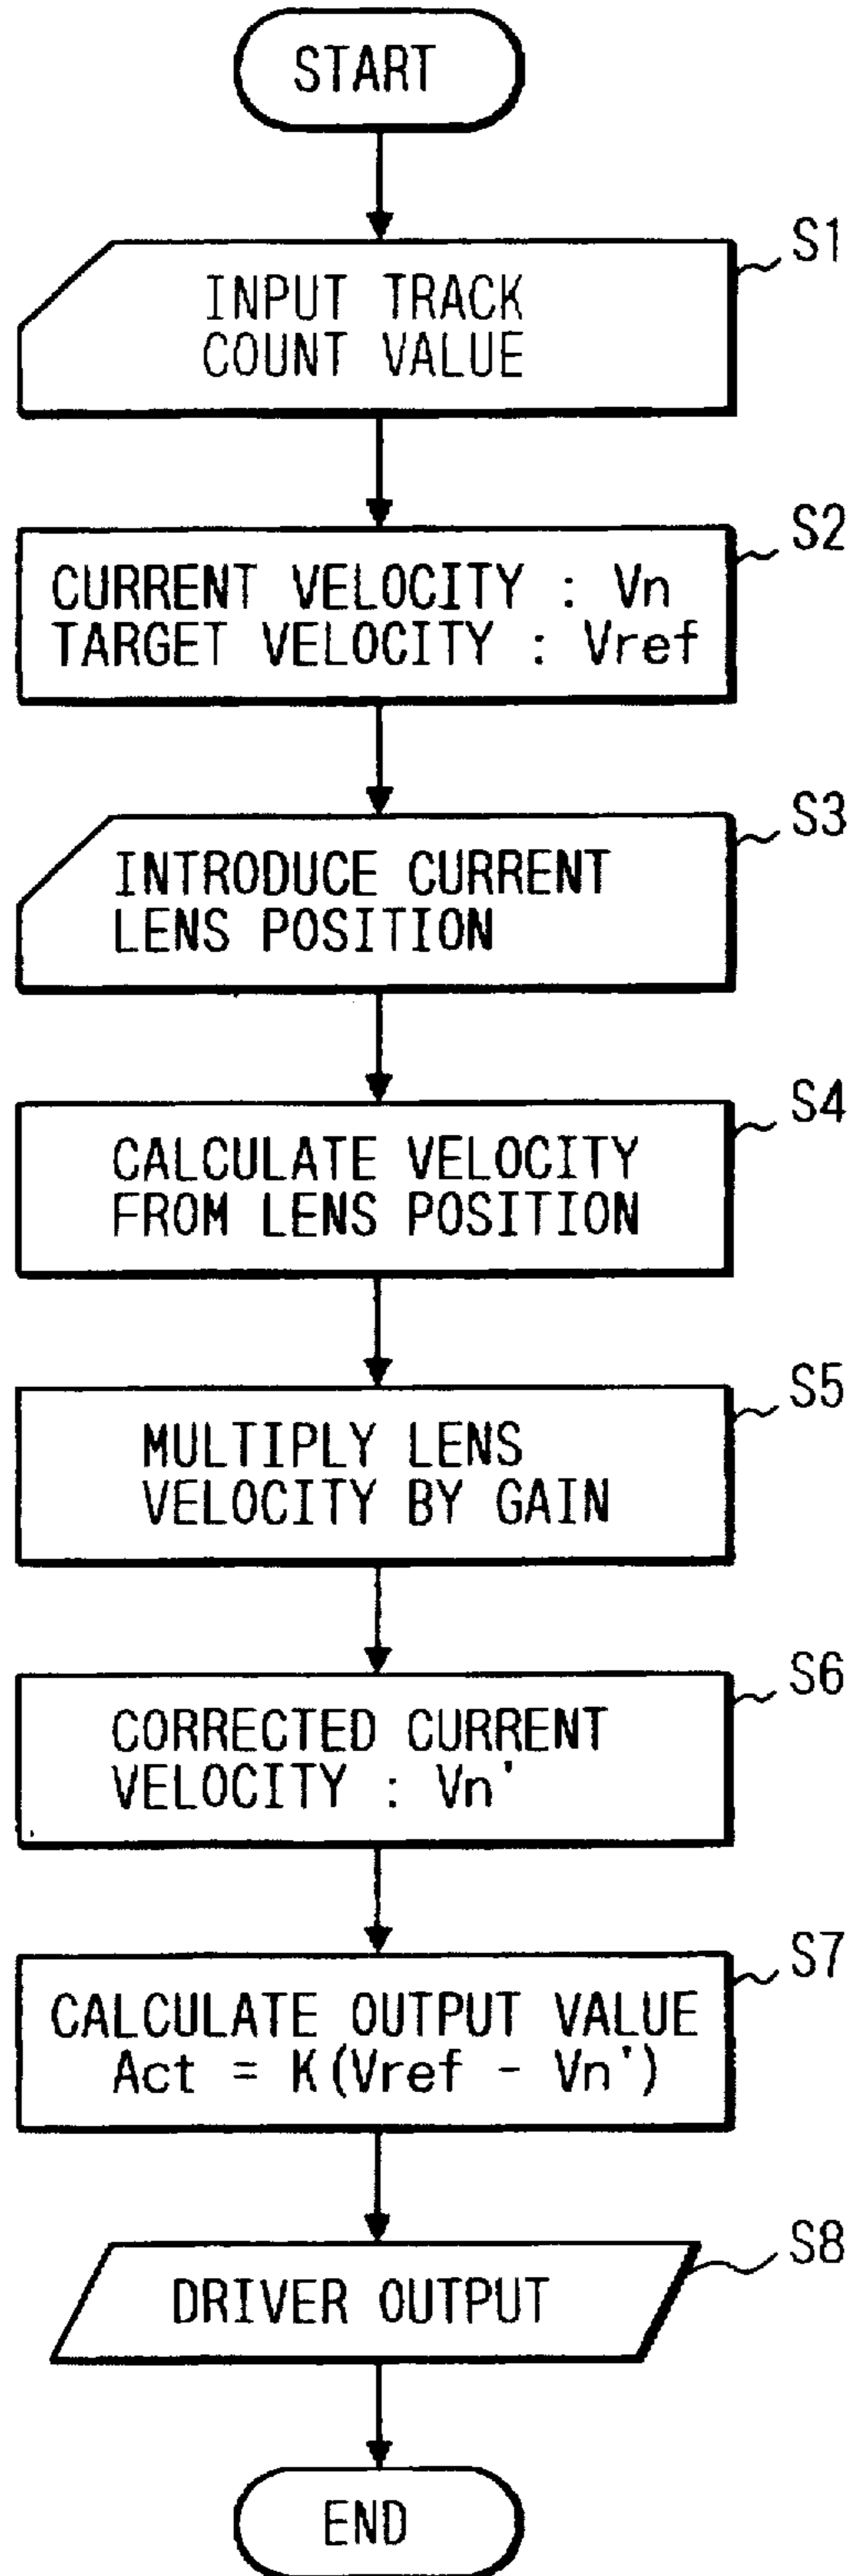 START
S1
INPUT TRACK
COUNT VALUE
S2
CURRENT VELOCITY : Vn
TARGET VELOCITY : Vref
S3
INTRODUCE CURRENT
LENS POSITION
S4
CALCULATE VELOCITY
FROM LENS POSITION
S5
MULTIPLY LENS
VELOCITY BY GAIN
S6
CORRECTED CURRENT
VELOCITY : Vn'
S7
CALCULATE OUTPUT VALUE
Act = K(Vref - Vn')
S8
DRIVER OUTPUT
END